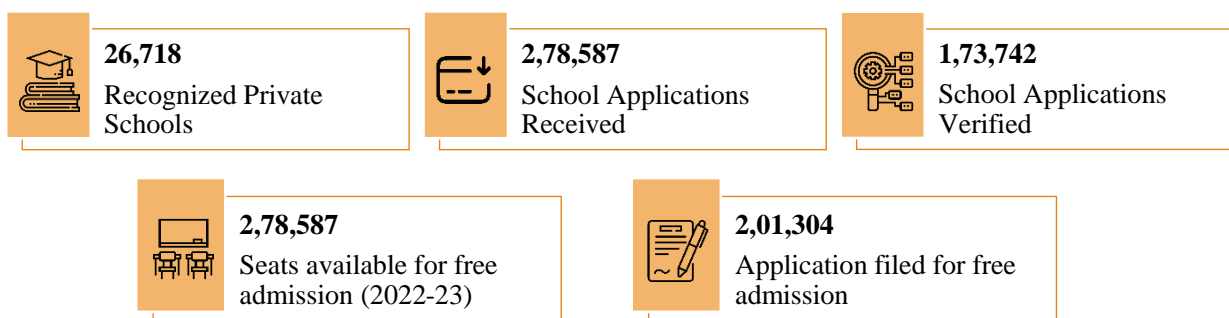 26,718
Recognized Private
Schools
2,78,587
School Applications
Received
1,73,742
School Applications
Verified
2,78,587
Seats available for free
admission (2022-23)
2,01,304
Application filed for free
admission